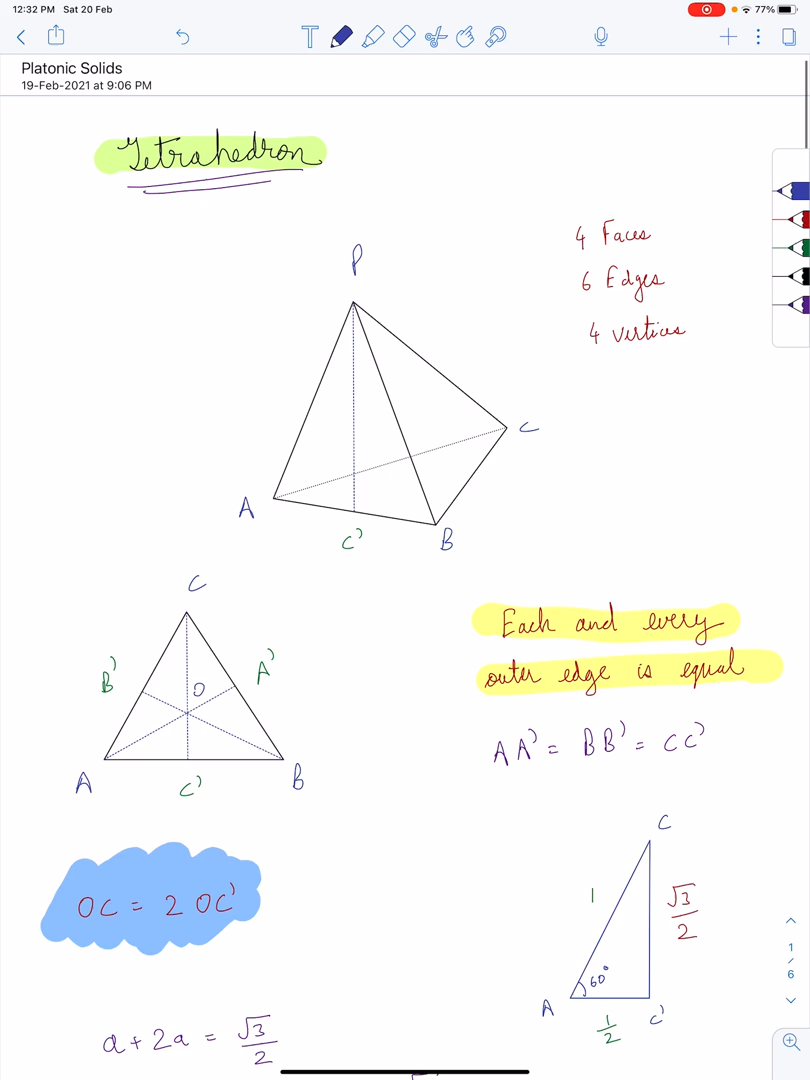 12:32 PM Sat 20 Feb
77%
T
Platonic Solids
19-Feb-2021 at 9:06 PM
Tetrahedron
4 Faces
6 Edges
4 vertices
P
C
A
C'
B
C
B'
O
A'
A
C'
B
Each and every
outer edge is equal
AA' = BB' = CC'
OC = 2 OC'
C
1
√3/2
60°
A
1/2
C'
a + 2a = √3/2
1
/
6